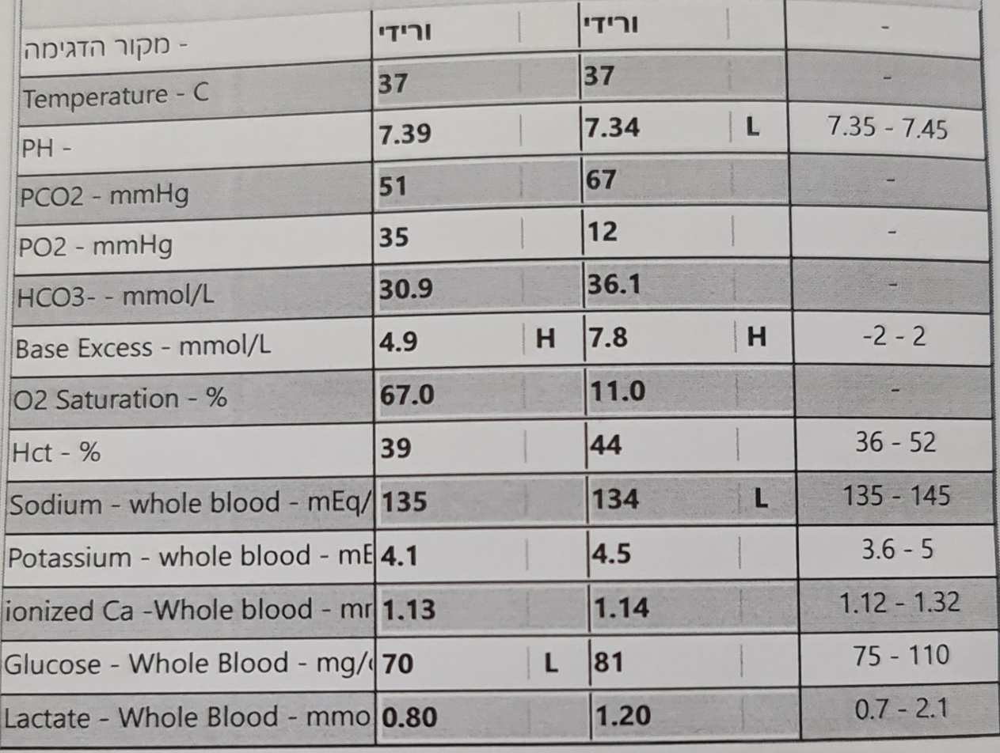 מקור הדגימה - ורידי ורידי -
Temperature - C 37 37 -
PH - 7.39 7.34 L 7.35 - 7.45
PCO2 - mmHg 51 67 -
PO2 - mmHg 35 12 -
HCO3- - mmol/L 30.9 36.1 -
Base Excess - mmol/L 4.9 H 7.8 H -2 - 2
O2 Saturation - % 67.0 11.0 -
Hct - % 39 44 36 - 52
Sodium - whole blood - mEq/ 135 134 L 135 - 145
Potassium - whole blood - mE 4.1 4.5 3.6 - 5
ionized Ca -Whole blood - mr 1.13 1.14 1.12 - 1.32
Glucose - Whole Blood - mg/ 70 L 81 75 - 110
Lactate - Whole Blood - mmo 0.80 1.20 0.7 - 2.1